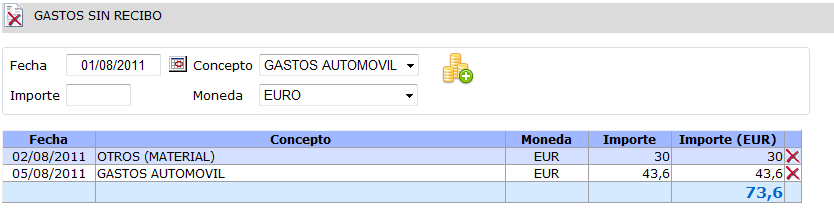 GASTOS SIN RECIBO
Fecha 01/08/2011 Concepto GASTOS AUTOMOVIL
Importe Moneda EURO
Fecha Concepto Moneda Importe Importe (EUR)
02/08/2011 OTROS (MATERIAL) EUR 30 30
05/08/2011 GASTOS AUTOMOVIL EUR 43,6 43,6
73,6